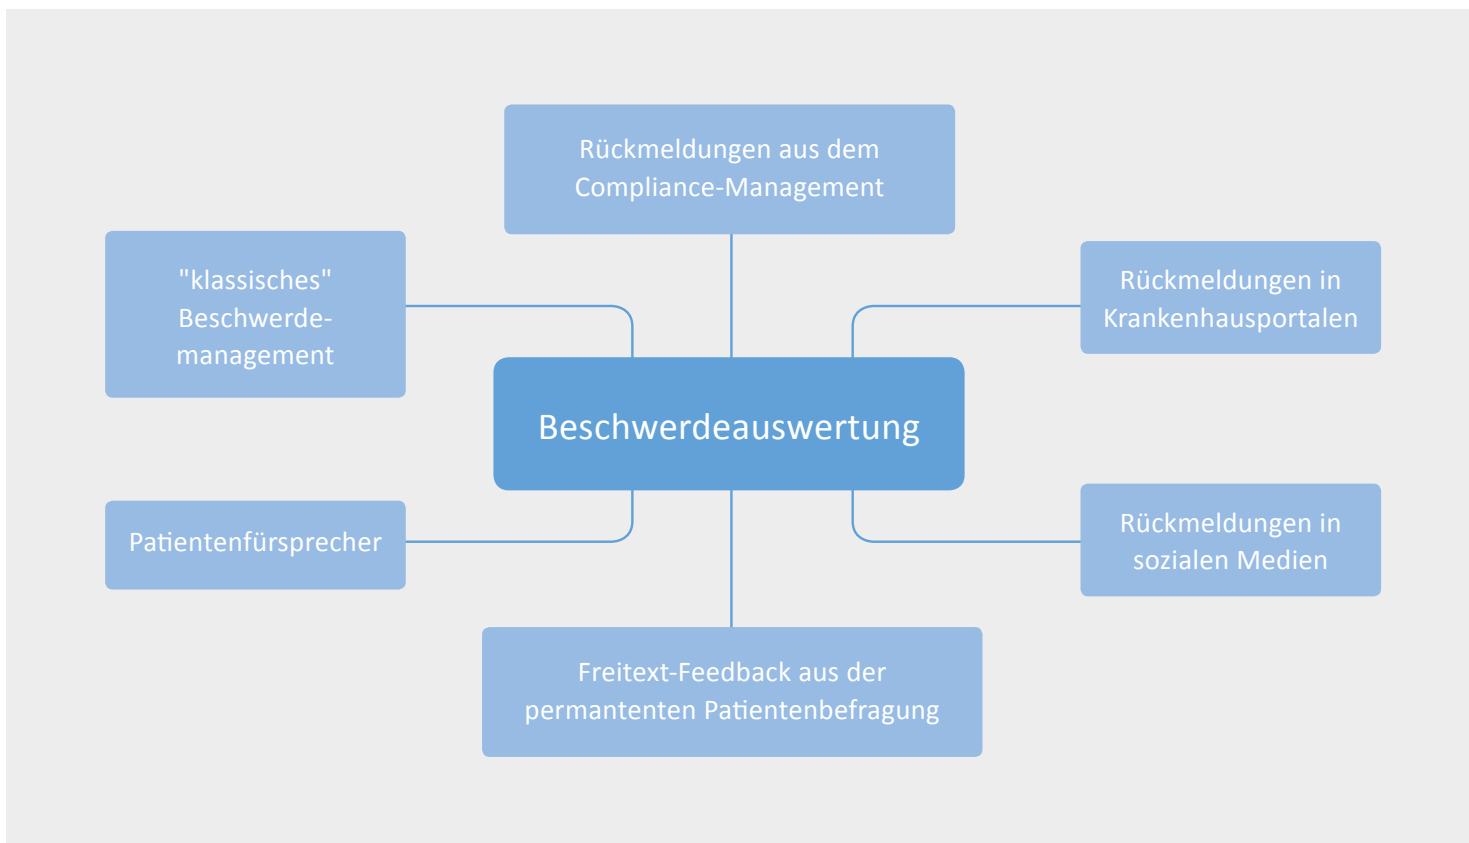 Rückmeldungen aus dem
Compliance-Management
"klassisches"
Beschwerde-
management
Rückmeldungen in
Krankenhausportalen
Beschwerdeauswertung
Patientenfürsprecher
Rückmeldungen in
sozialen Medien
Freitext-Feedback aus der
permantenten Patientenbefragung